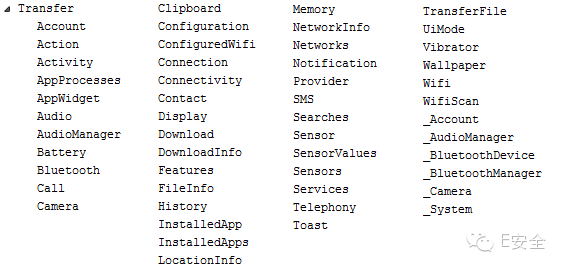 Transfer
Account
Action
Activity
AppProcesses
AppWidget
Audio
AudioManager
Battery
Bluetooth
Call
Camera
Clipboard
Configuration
ConfiguredWifi
Connection
Connectivity
Contact
Display
Download
DownloadInfo
Features
FileInfo
History
InstalledApp
InstalledApps
LocationInfo
Memory
NetworkInfo
Networks
Notification
Provider
SMS
Searches
Sensor
SensorValues
Sensors
Services
Telephony
Toast
TransferFile
UiMode
Vibrator
Wallpaper
Wifi
WifiScan
_Account
_AudioManager
_BluetoothDevice
_BluetoothManager
_Camera
_System
E安全